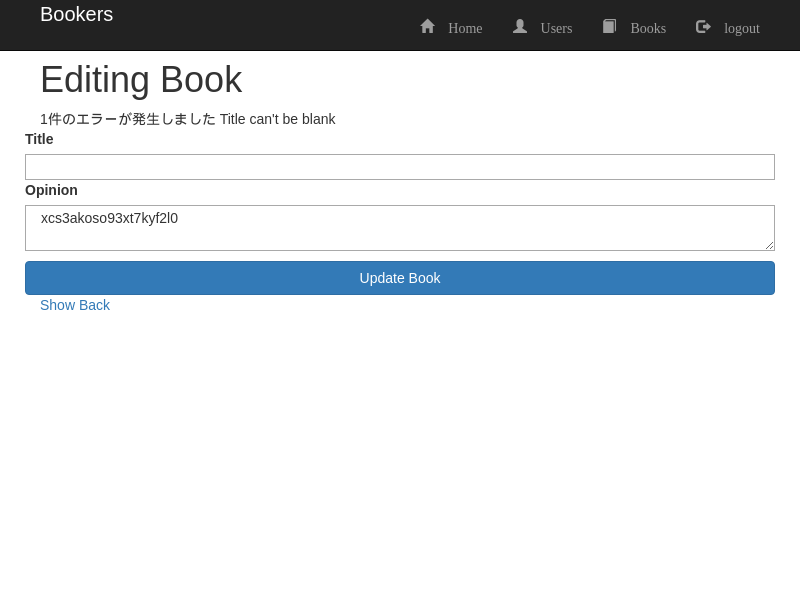 Bookers
Home Users Books logout
Editing Book
1件のエラーが発生しました Title can't be blank
Title
Opinion
xcs3akoso93xt7kyf2l0
Update Book
Show Back